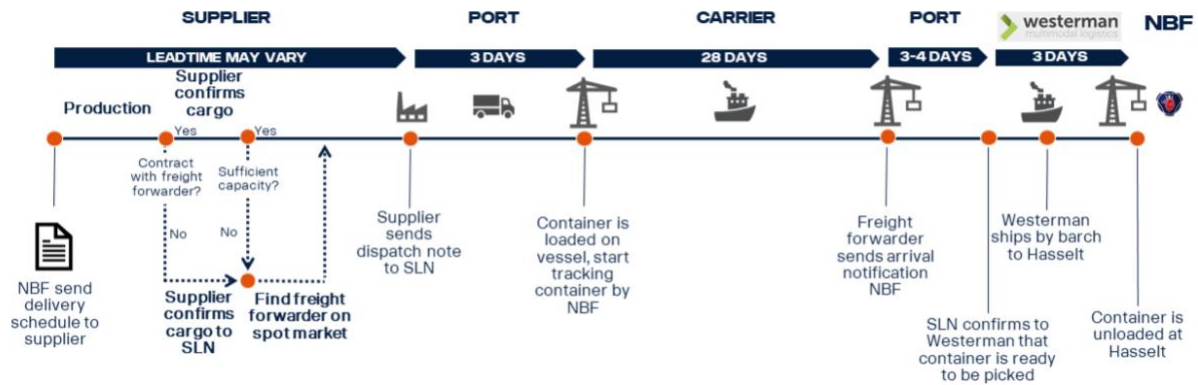 SUPPLIER
PORT
CARRIER
PORT
westerman
multimodal logistics
NBF
LEADTIME MAY VARY
3 DAYS
28 DAYS
3-4 DAYS
3 DAYS
Production
Supplier
confirms
cargo
Yes
Yes
Contract
with freight
forwarder?
Sufficient
capacity?
No
No
NBF send
delivery
schedule to
supplier
Supplier
confirms
cargo to
SLN
Find freight
forwarder on
spot market
Supplier
sends
dispatch note
to SLN
Container is
loaded on
vessel, start
tracking
container by
NBF
Freight
forwarder
sends arrival
notification
NBF
SLN confirms to
Westerman that
container is ready
to be picked
Westerman
ships by barch
to Hasselt
Container is
unloaded at
Hasselt